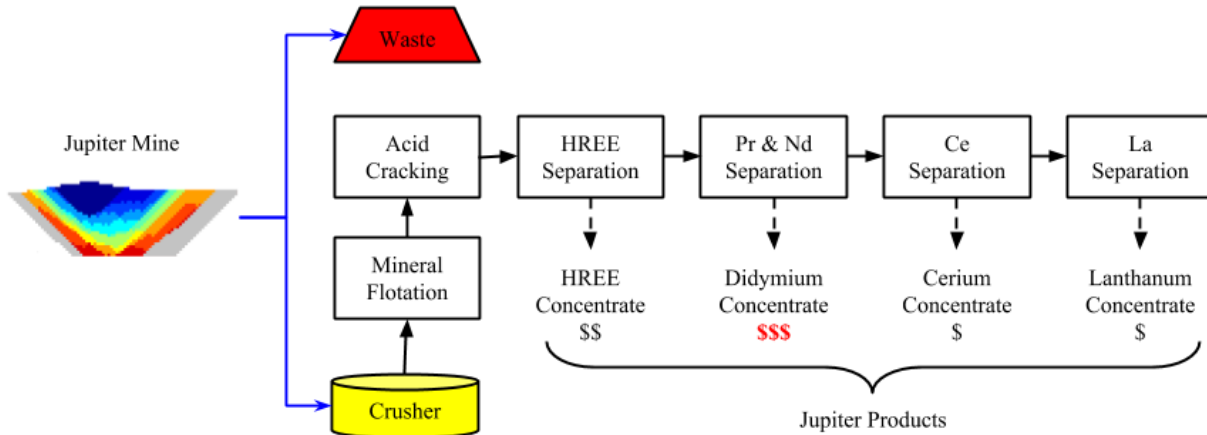 Waste
Jupiter Mine
Acid
Cracking
HREE
Separation
Pr & Nd
Separation
Ce
Separation
La
Separation
Mineral
Flotation
HREE
Concentrate
$$
Didymium
Concentrate
$$$
Cerium
Concentrate
$
Lanthanum
Concentrate
$
Crusher
Jupiter Products